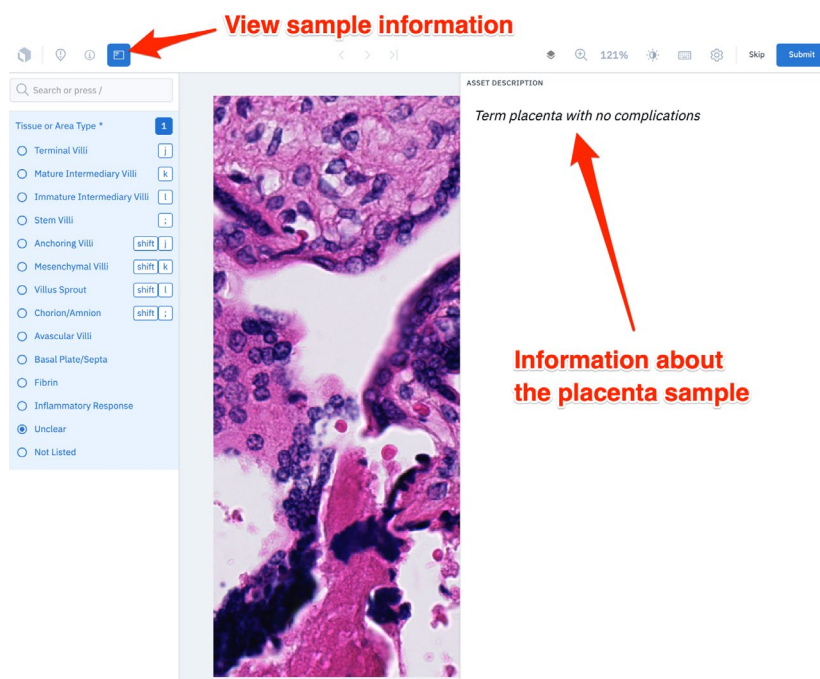 View sample information
121%
Skip
Submit
Search or press /
ASSET DESCRIPTION
Term placenta with no complications
Tissue or Area Type * 1
Terminal Villi j
Mature Intermediary Villi k
Immature Intermediary Villi l
Stem Villi ;
Anchoring Villi shift j
Mesenchymal Villi shift k
Villus Sprout shift l
Chorion/Amnion shift ;
Avascular Villi
Basal Plate/Septa
Fibrin
Inflammatory Response
Unclear
Not Listed
Information about
the placenta sample